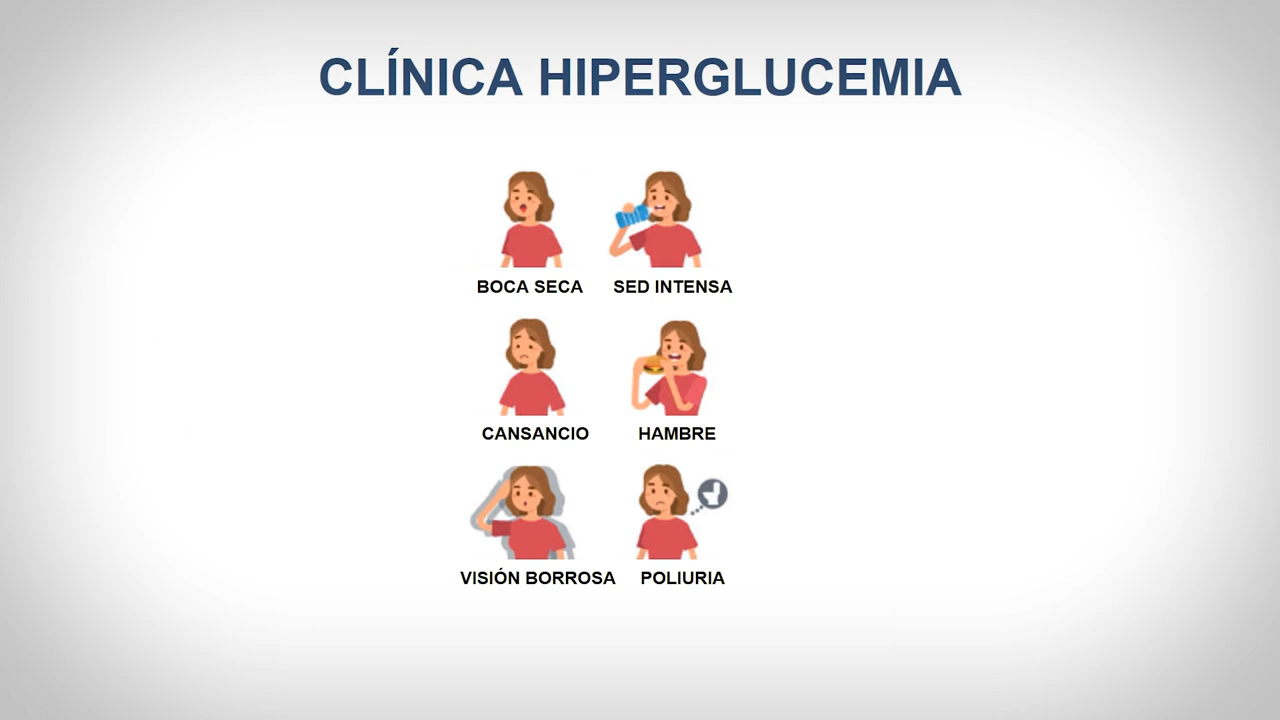 CLÍNICA HIPERGLUCEMIA
BOCA SECA
SED INTENSA
CANSANCIO
HAMBRE
VISIÓN BORROSA
POLIURIA